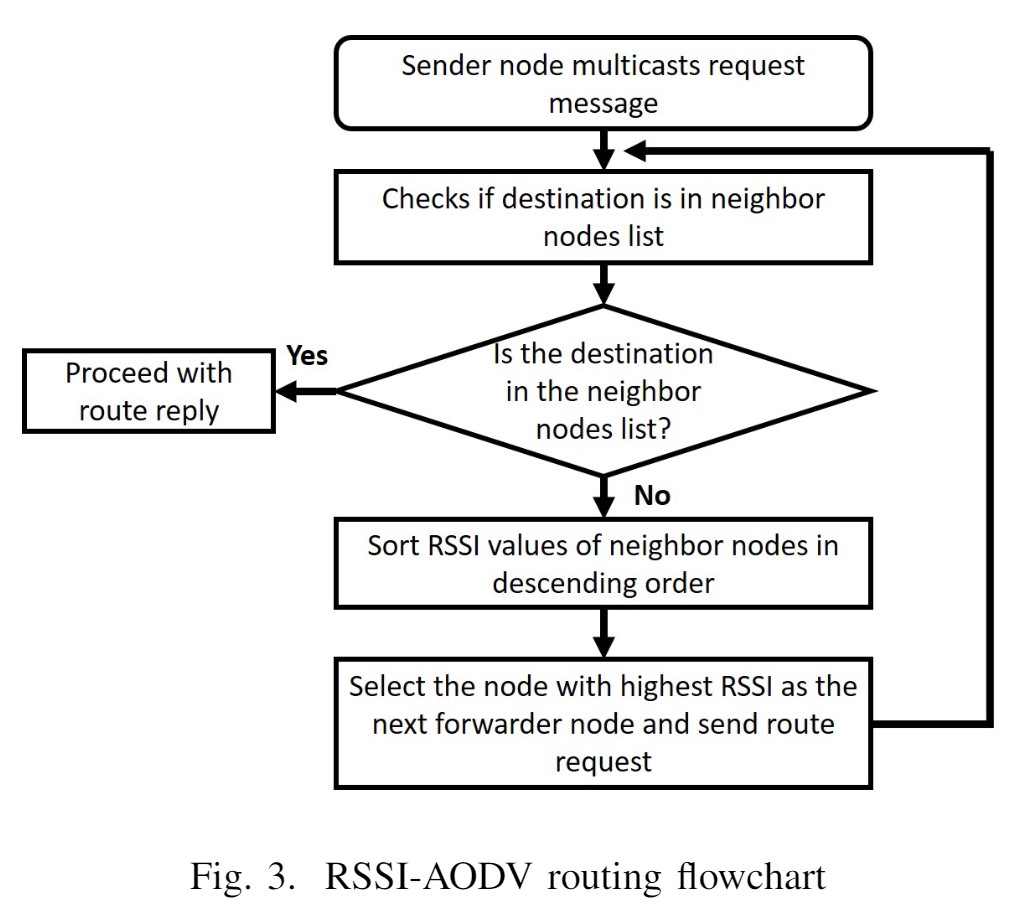 Sender node multicasts request
message
Checks if destination is in neighbor
nodes list
Is the destination
in the neighbor
nodes list?
Yes
Proceed with
route reply
No
Sort RSSI values of neighbor nodes in
descending order
Select the node with highest RSSI as the
next forwarder node and send route
request
Fig. 3. RSSI-AODV routing flowchart